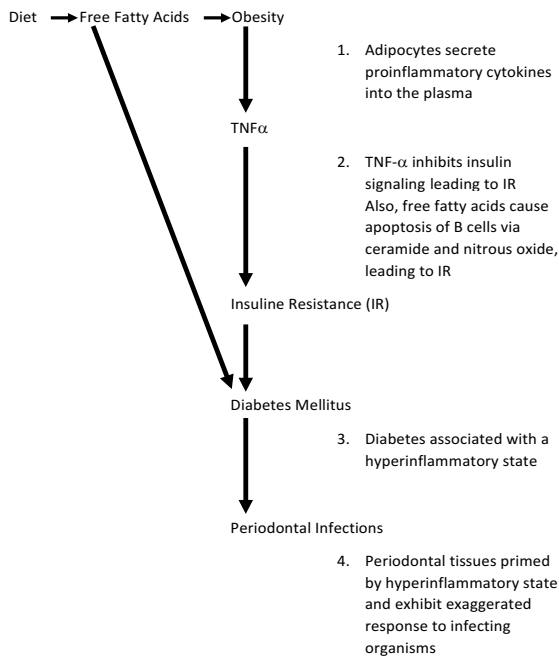 Diet Free Fatty Acids Obesity
1. Adipocytes secrete
proinflammatory cytokines
into the plasma
TNFα
2. TNF-α inhibits insulin
signaling leading to IR
Also, free fatty acids cause
apoptosis of B cells via
ceramide and nitrous oxide,
leading to IR
Insuline Resistance (IR)
Diabetes Mellitus
3. Diabetes associated with a
hyperinflammatory state
Periodontal Infections
4. Periodontal tissues primed
by hyperinflammatory state
and exhibit exaggerated
response to infecting
organisms